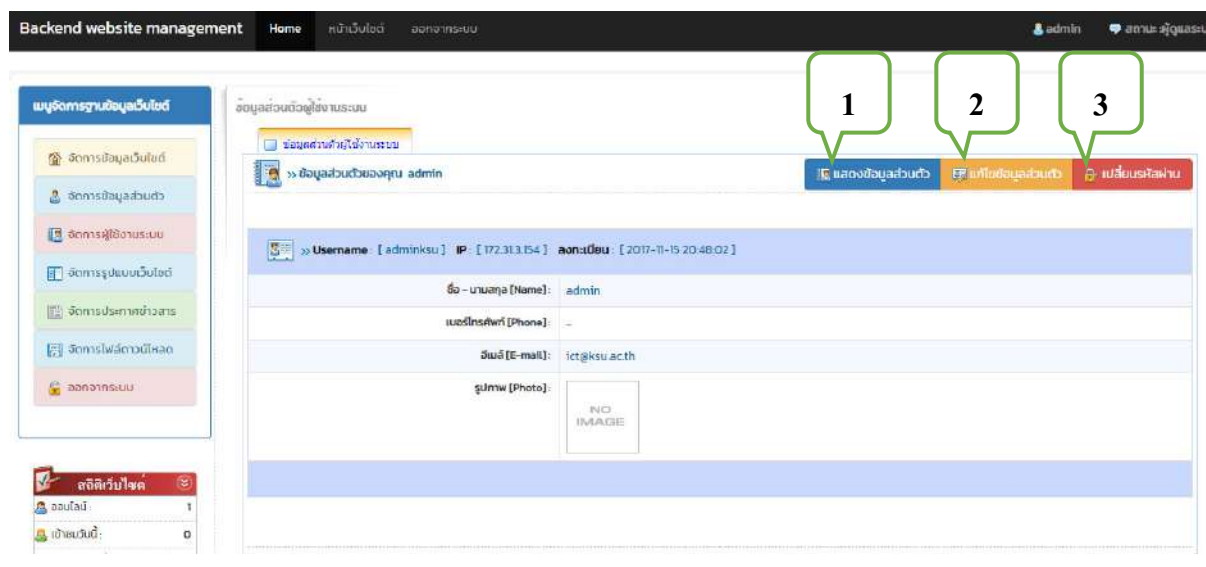 Backend website management Home หน้าเว็บไซต์ ออกจากระบบ admin สถานะ :ผู้ดูแลระบ
1 2 3
เมนูจัดการฐานข้อมูลเว็บไซต์
จัดการข้อมูลเว็บไซต์
จัดการข้อมูลส่วนตัว
จัดการผู้ใช้งานระบบ
จัดการรูปแบบเว็บไซต์
จัดการประกาศข่าวสาร
จัดการไฟล์ดาวน์โหลด
ออกจากระบบ
สถิติเว็บไซต์
ออนไลน์ : 1
เข้าชมวันนี้ : 0
ข้อมูลส่วนตัวผู้ใช้งานระบบ
ข้อมูลส่วนตัวผู้ใช้งานระบบ
›› ข้อมูลส่วนตัวของคุณ admin แสดงข้อมูลส่วนตัว แก้ไขข้อมูลส่วนตัว เปลี่ยนรหัสผ่าน
›› Username : [ adminksu ] IP : [ 172.31.3.154 ] ลงทะเบียน : [ 2017-11-15 20:48:02 ]
ชื่อ - นามสกุล [Name] : admin
เบอร์โทรศัพท์ [Phone] : -
อีเมล์ [E-mail] : ict@ksu.ac.th
รูปภาพ [Photo] :
NO
IMAGE